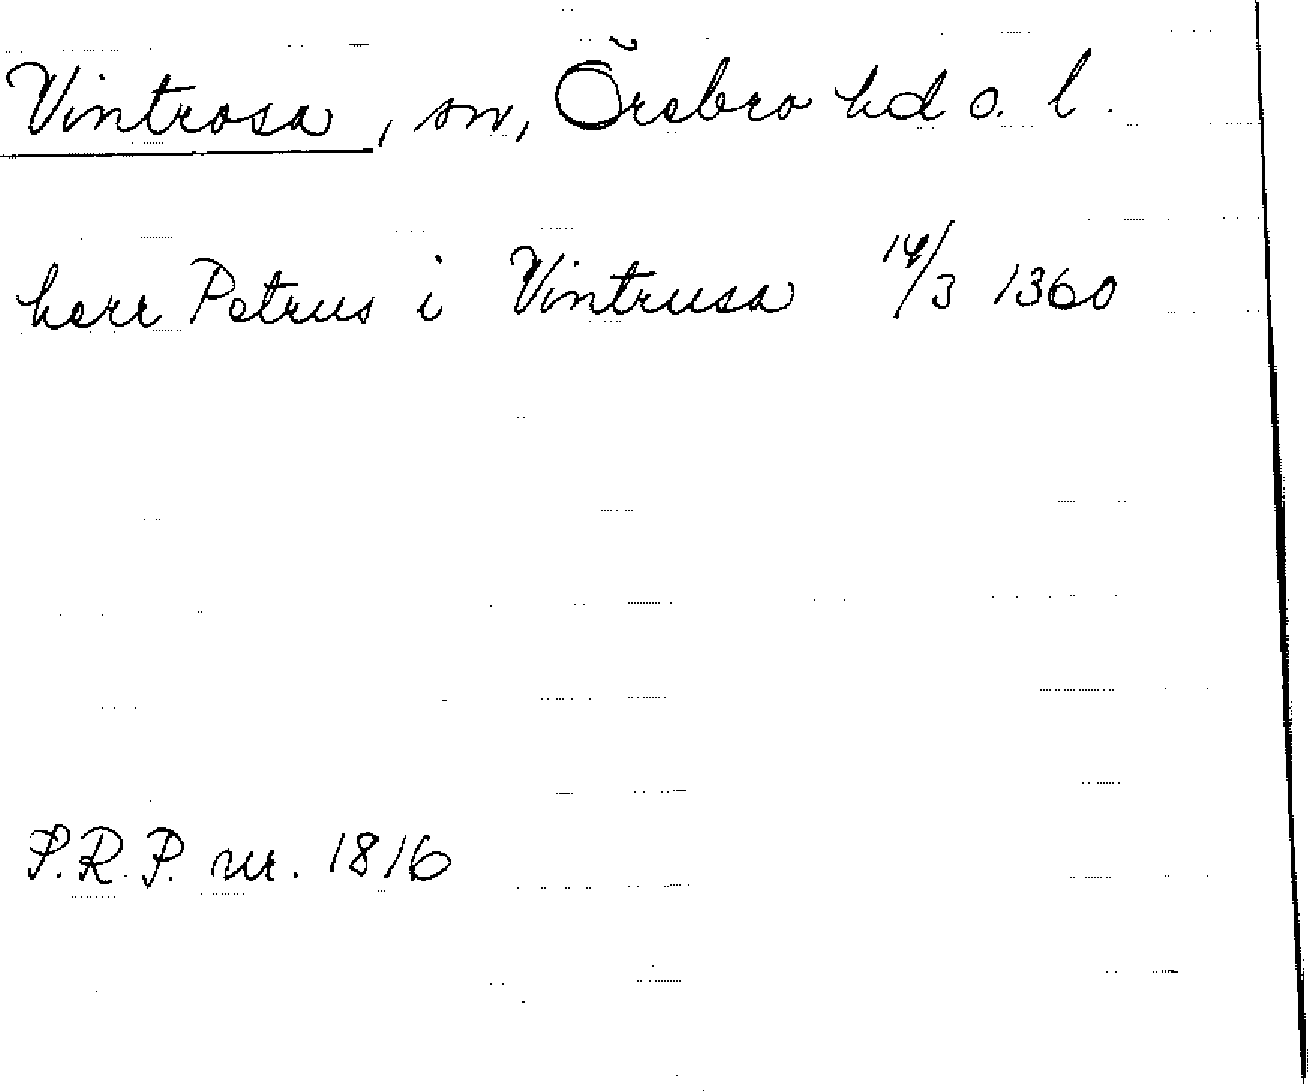 Vintrosa, sn, Örebro hd o. l.
herr Petrus i Vintrusa 14/3 1360
P.R.P. nr. 1816